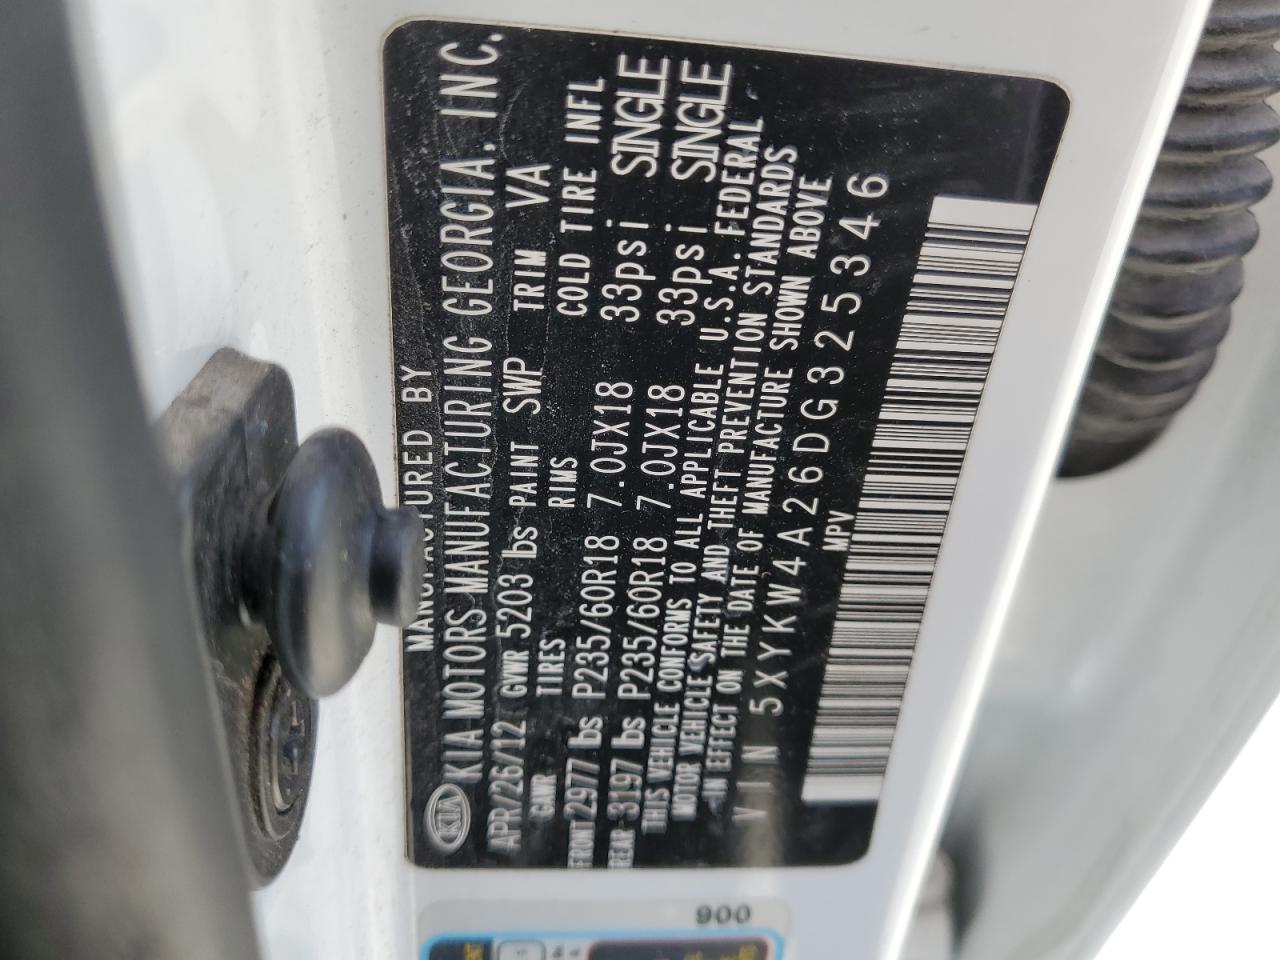 MANUFACTURED BY
KIA KIA MOTORS MANUFACTURING GEORGIA, INC.
APR/26/12 GVWR 5203 lbs PAINT SWP TRIM VA
GAWR TIRES RIMS COLD TIRE INFL
FRONT 2977 lbs P235/60R18 7.0JX18 33psi SINGLE
REAR 3197 lbs P235/60R18 7.0JX18 33psi SINGLE
THIS VEHICLE CONFORMS TO ALL APPLICABLE U.S.A. FEDERAL
MOTOR VEHICLE SAFETY AND THEFT PREVENTION STANDARDS
IN EFFECT ON THE DATE OF MANUFACTURE SHOWN ABOVE
VIN 5XYKW4A26DG325346
MPV
900